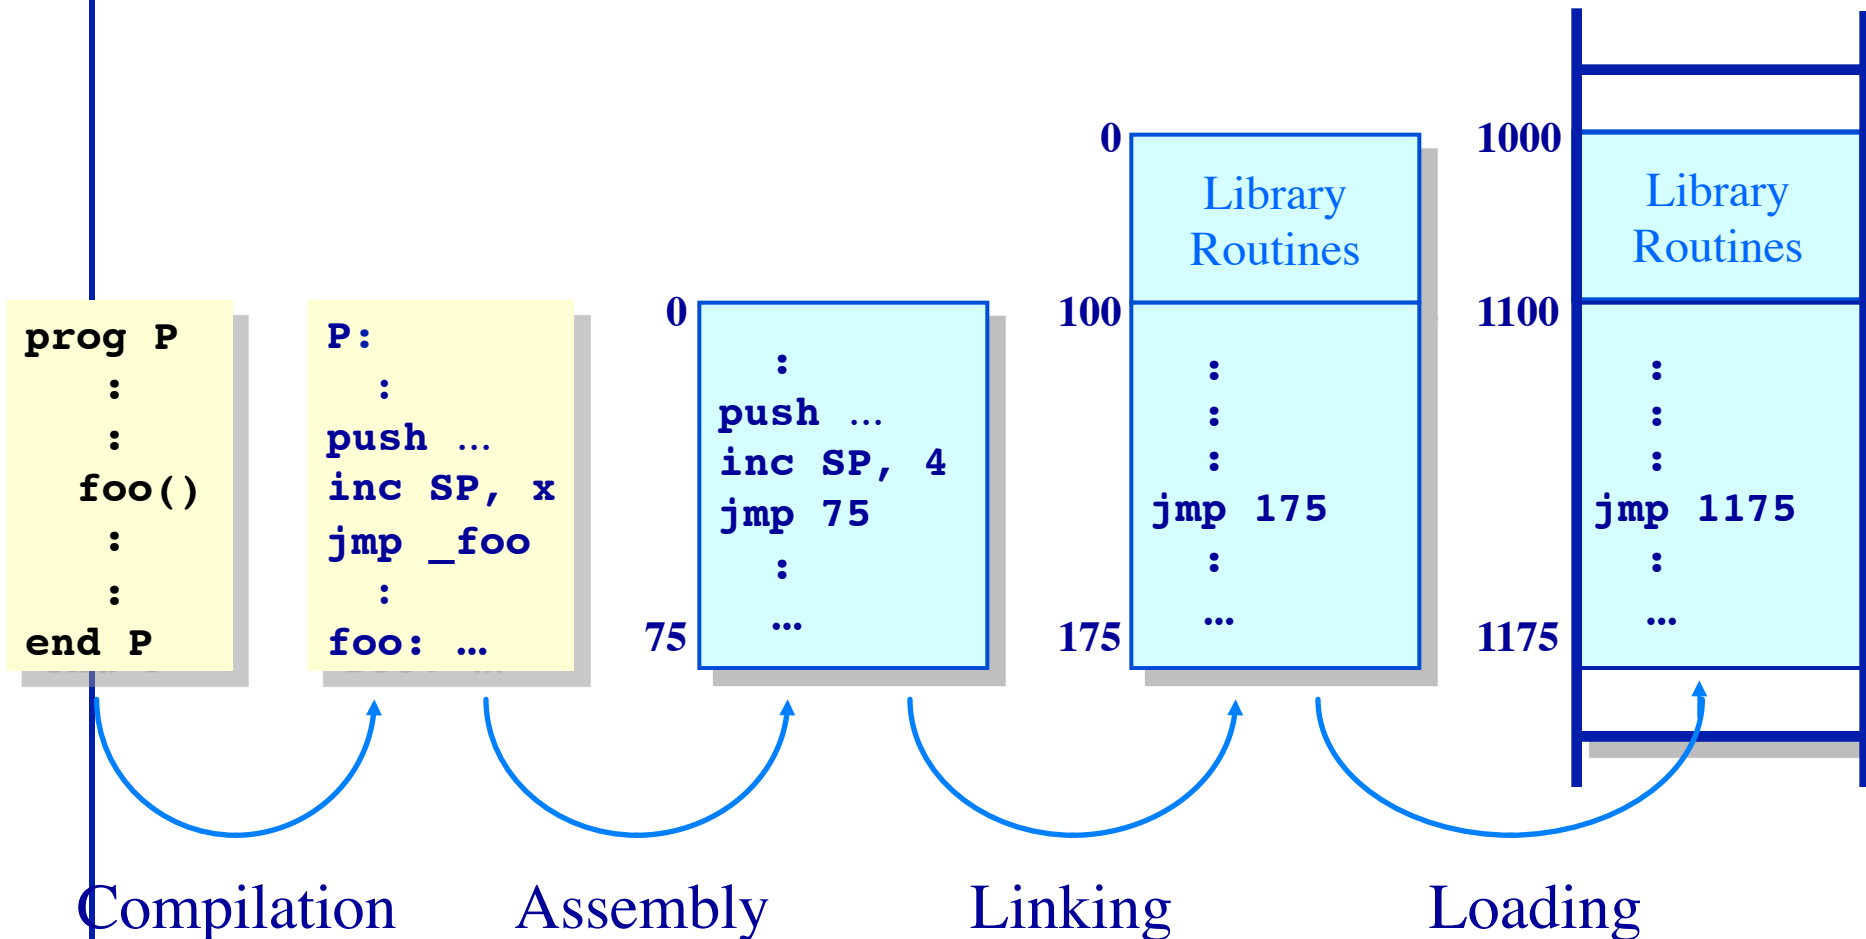 prog P
:
:
foo()
:
:
end P
P:
:
push …
inc SP, x
jmp _foo
:
foo: …
0
:
push …
inc SP, 4
jmp 75
:
…
75
0
Library
Routines
100
:
:
:
jmp 175
:
…
175
1000
Library
Routines
1100
:
:
:
jmp 1175
:
…
1175
Compilation
Assembly
Linking
Loading